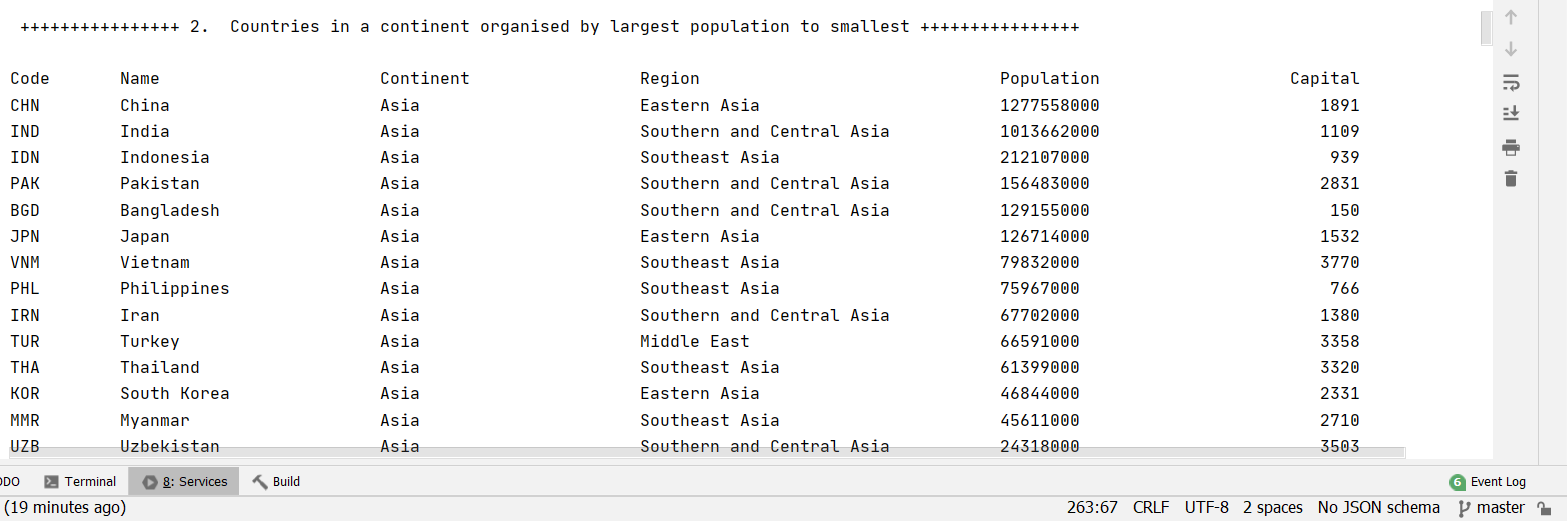 ++++++++++++++++ 2.  Countries in a continent organised by largest population to smallest ++++++++++++++++
Code Name Continent Region Population Capital
CHN China Asia Eastern Asia 1277558000 1891
IND India Asia Southern and Central Asia 1013662000 1109
IDN Indonesia Asia Southeast Asia 212107000 939
PAK Pakistan Asia Southern and Central Asia 156483000 2831
BGD Bangladesh Asia Southern and Central Asia 129155000 150
JPN Japan Asia Eastern Asia 126714000 1532
VNM Vietnam Asia Southeast Asia 79832000 3770
PHL Philippines Asia Southeast Asia 75967000 766
IRN Iran Asia Southern and Central Asia 67702000 1380
TUR Turkey Asia Middle East 66591000 3358
THA Thailand Asia Southeast Asia 61399000 3320
KOR South Korea Asia Eastern Asia 46844000 2331
MMR Myanmar Asia Southeast Asia 45611000 2710
UZB Uzbekistan Asia Southern and Central Asia 24318000 3503
ODO Terminal 8: Services Build 6 Event Log
(19 minutes ago) 263:67 CRLF UTF-8 2 spaces No JSON schema master